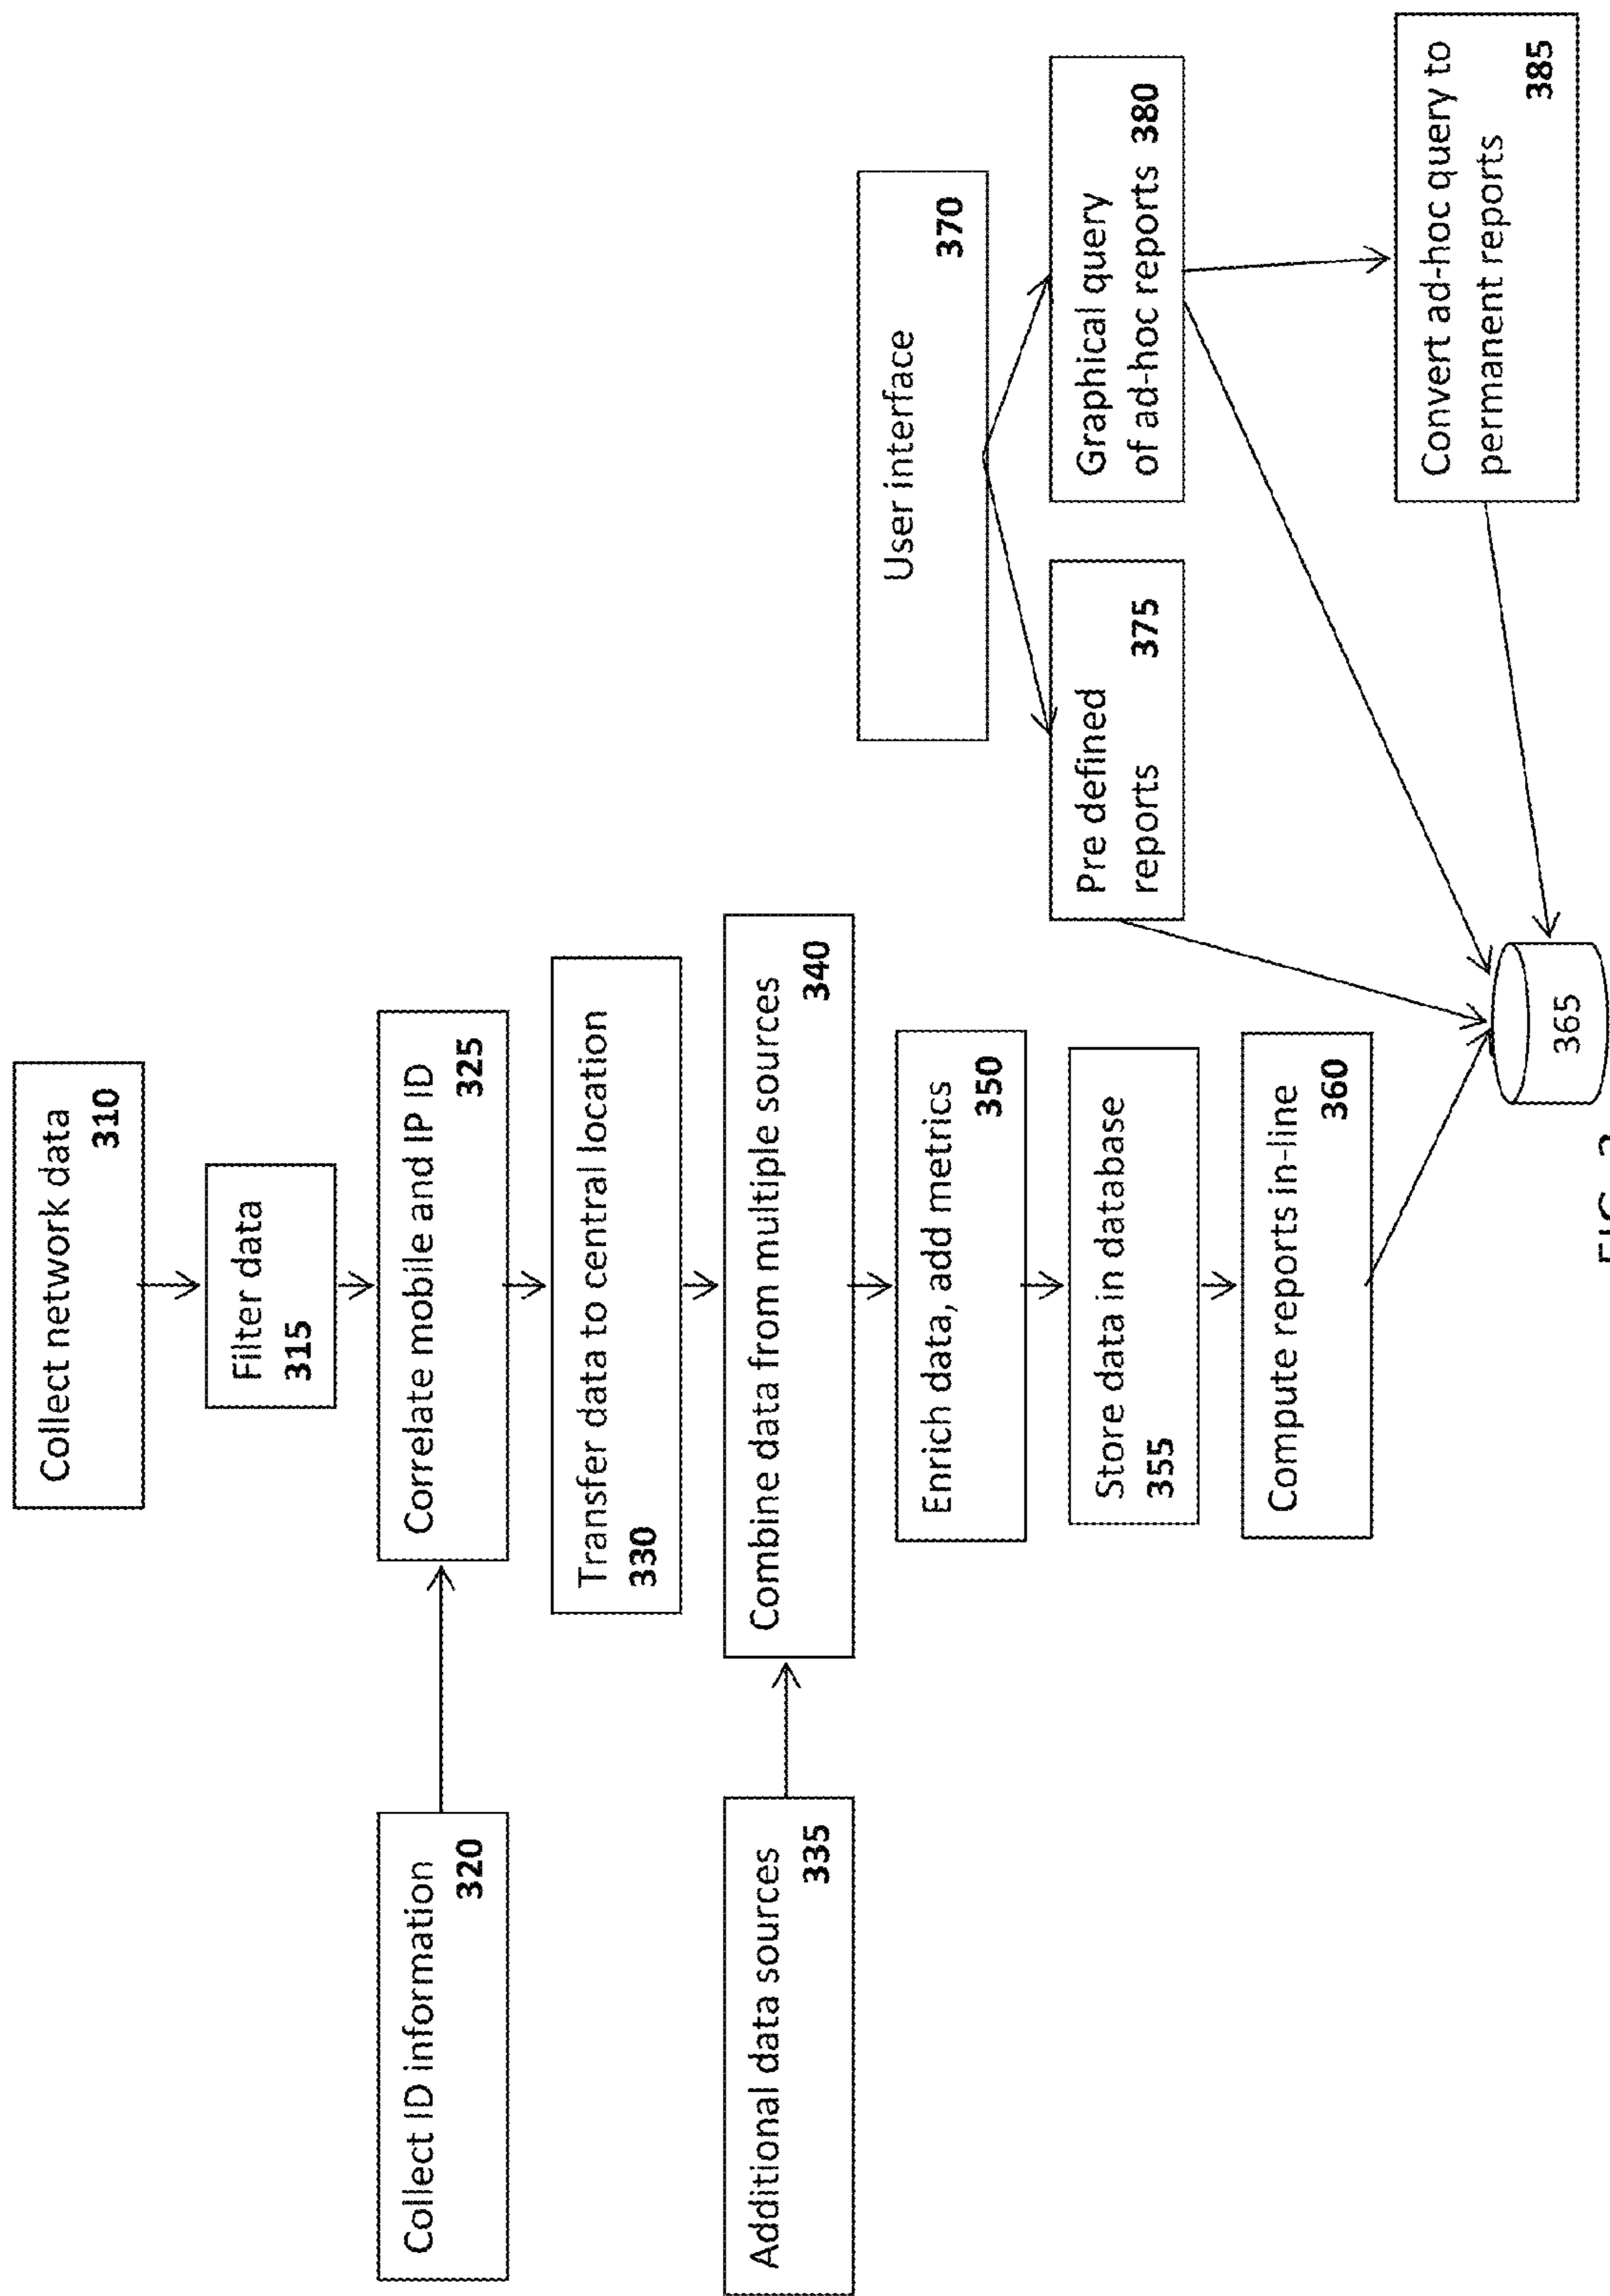 Collect network data
310
Filter data
315
Collect ID information
320
Correlate mobile and IP ID
325
Transfer data to central location
330
Additional data sources
335
Combine data from multiple sources
340
Enrich data, add metrics
350
Store data in database
355
Compute reports in-line
360
User interface
370
Pre defined
reports 375
Graphical query
of ad-hoc reports 380
Convert ad-hoc query to
permanent reports
385
365